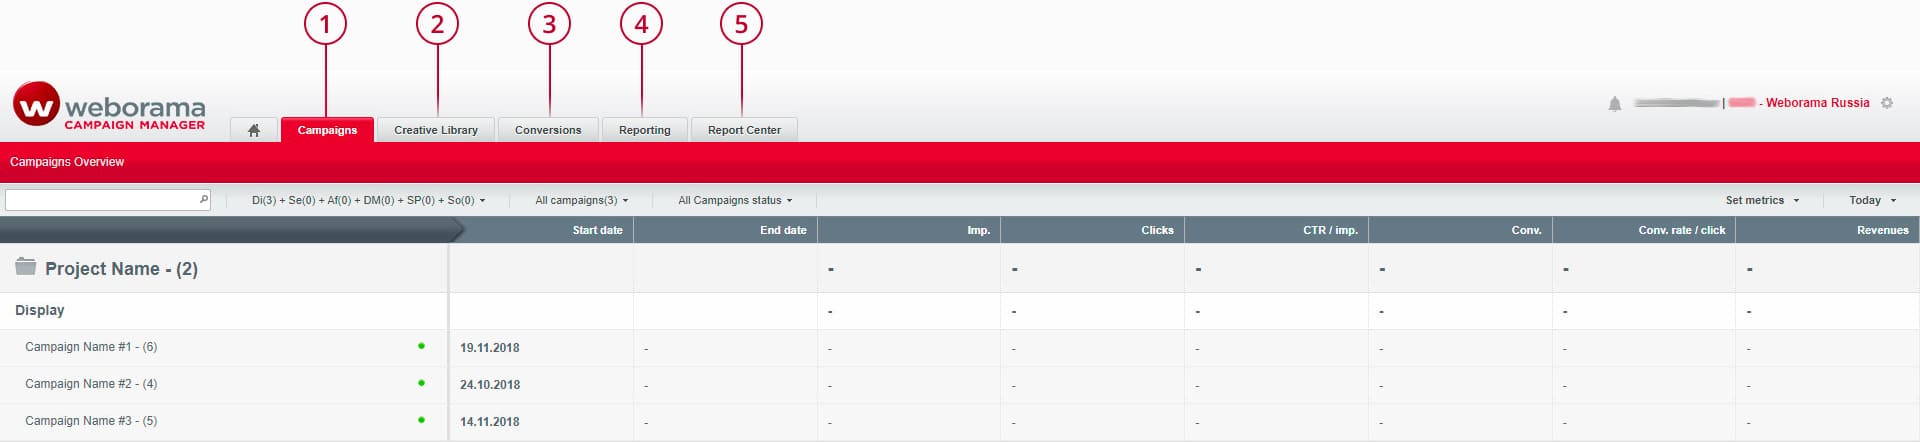 1 2 3 4 5
w weborama
CAMPAIGN MANAGER
- Weborama Russia
Campaigns Creative Library Conversions Reporting Report Center
Campaigns Overview
Di(3) + Se(0) + Af(0) + DM(0) + SP(0) + So(0) All campaigns(3) All Campaigns status Set metrics Today
Start date End date Imp. Clicks CTR / imp. Conv. Conv. rate / click Revenues
Project Name - (2) - - - - - -
Display - - - - - -
Campaign Name #1 - (6) 19.11.2018 - - - - - - -
Campaign Name #2 - (4) 24.10.2018 - - - - - - -
Campaign Name #3 - (5) 14.11.2018 - - - - - - -